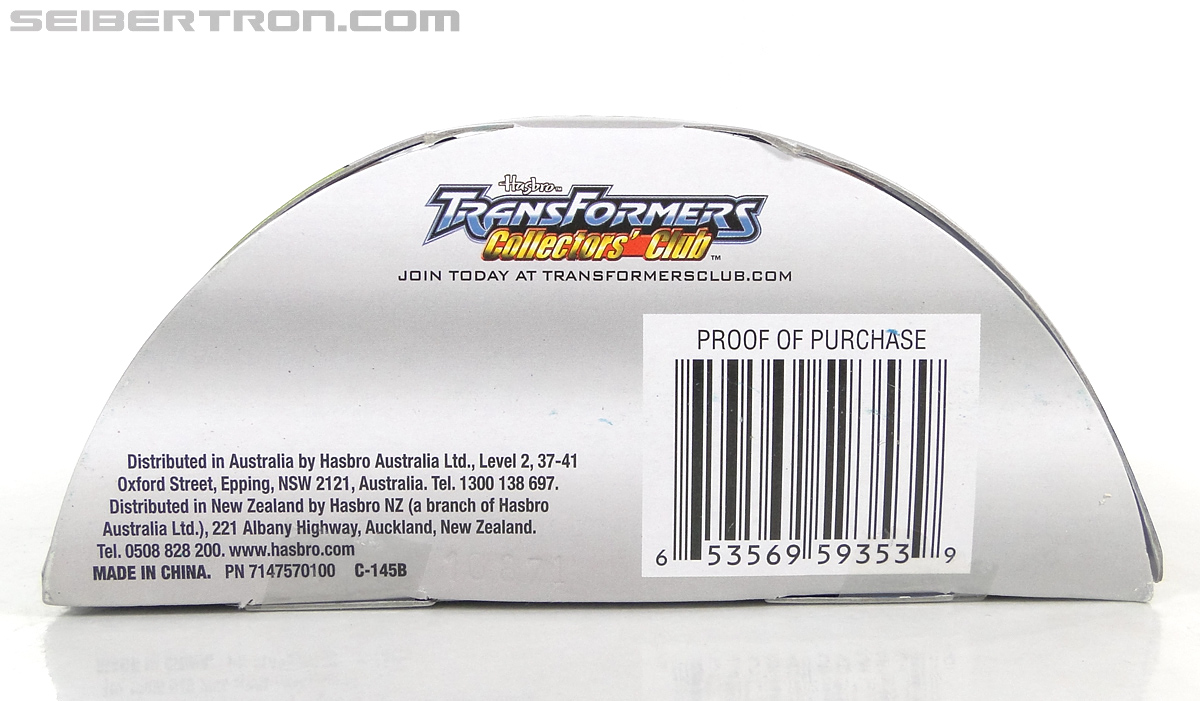 SEIBERTRON.COM
Hasbro™
TRANSFORMERS
Collectors' Club™
JOIN TODAY AT TRANSFORMERSCLUB.COM
PROOF OF PURCHASE
6 53569 59353 9
Distributed in Australia by Hasbro Australia Ltd., Level 2, 37-41
Oxford Street, Epping, NSW 2121, Australia. Tel. 1300 138 697.
Distributed in New Zealand by Hasbro NZ (a branch of Hasbro
Australia Ltd.), 221 Albany Highway, Auckland, New Zealand.
Tel. 0508 828 200. www.hasbro.com
MADE IN CHINA. PN 7147570100 C-145B